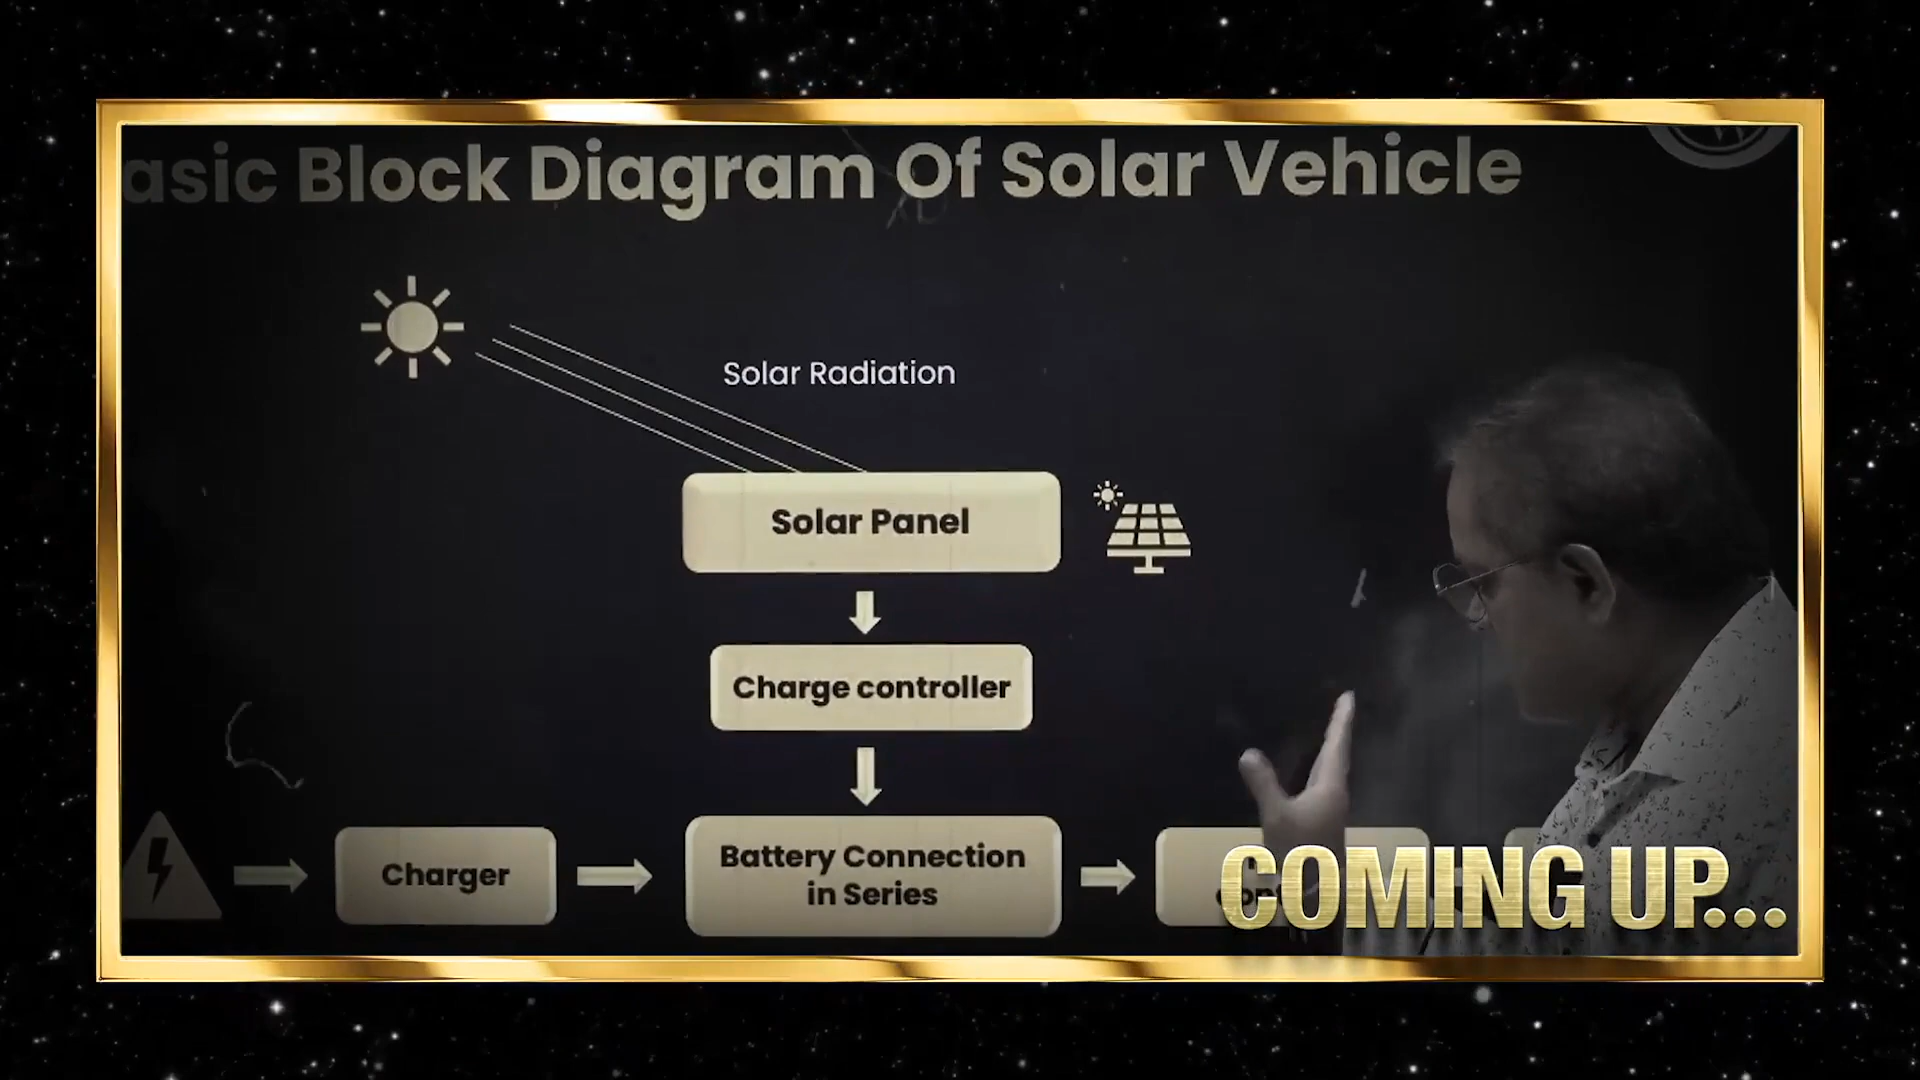 asic Block Diagram Of Solar Vehicle
Solar Radiation
Solar Panel
Charge controller
Charger
Battery Connection
in Series
COMING UP...